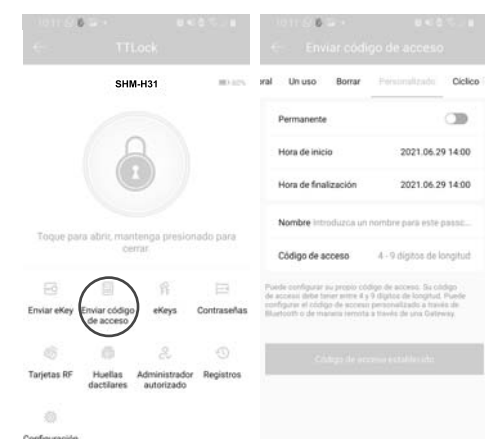 TTLock
SHM-H31
82%
Toque para abrir, mantenga presionado para
cerrar.
Enviar eKey
Enviar código
de acceso
eKeys
Contraseñas
Tarjetas RF
Huellas
dactilares
Administrador
autorizado
Registros
Configuración
10:11
Enviar código de acceso
Un uso Borrar Personalizado Cíclico
Permanente
Hora de inicio 2021.06.29 14:00
Hora de finalización 2021.06.29 14:00
Nombre Introduzca un nombre para este passc...
Código de acceso 4 - 9 dígitos de longitud
Puede configurar su propio código de acceso. Su código
de acceso debe tener entre 4 y 9 dígitos de longitud. Puede
configurar el código de acceso personalizado a través de
Bluetooth o de manera remota a través de una Gateway.
Código de acceso establecido